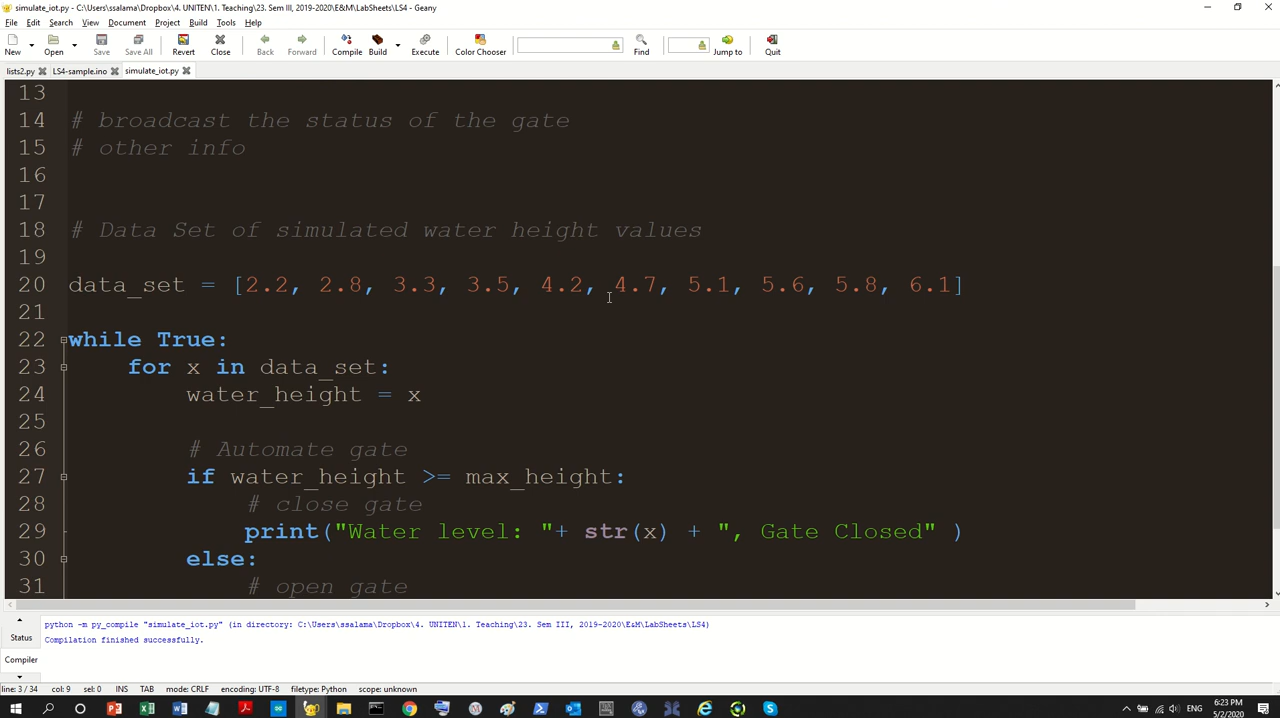 simulate_iot.py - C:\Users\ssalama\Dropbox\4. UNITEN\1. Teaching\23. Sem III, 2019-2020\E&M\LabSheets\LS4 - Geany
File Edit Search View Document Project Build Tools Help
New Open Save Save All Revert Close Back Forward Compile Build Execute Color Chooser Find Jump to Quit
lists2.py LS4-sample.ino simulate_iot.py
13
14 # broadcast the status of the gate
15 # other info
16
17
18 # Data Set of simulated water height values
19
20 data_set = [2.2, 2.8, 3.3, 3.5, 4.2, 4.7, 5.1, 5.6, 5.8, 6.1]
21
22 while True:
23 for x in data_set:
24 water_height = x
25
26 # Automate gate
27 if water_height >= max_height:
28 # close gate
29 print("Water level: "+ str(x) + ", Gate Closed" )
30 else:
31 # open gate
Status
Compiler
python -m py_compile "simulate_iot.py" (in directory: C:\Users\ssalama\Dropbox\4. UNITEN\1. Teaching\23. Sem III, 2019-2020\E&M\LabSheets\LS4)
Compilation finished successfully.
line: 3 / 34 col: 9 sel: 0 INS TAB mode: CRLF encoding: UTF-8 filetype: Python scope: unknown
ENG
6:23 PM
5/2/2020